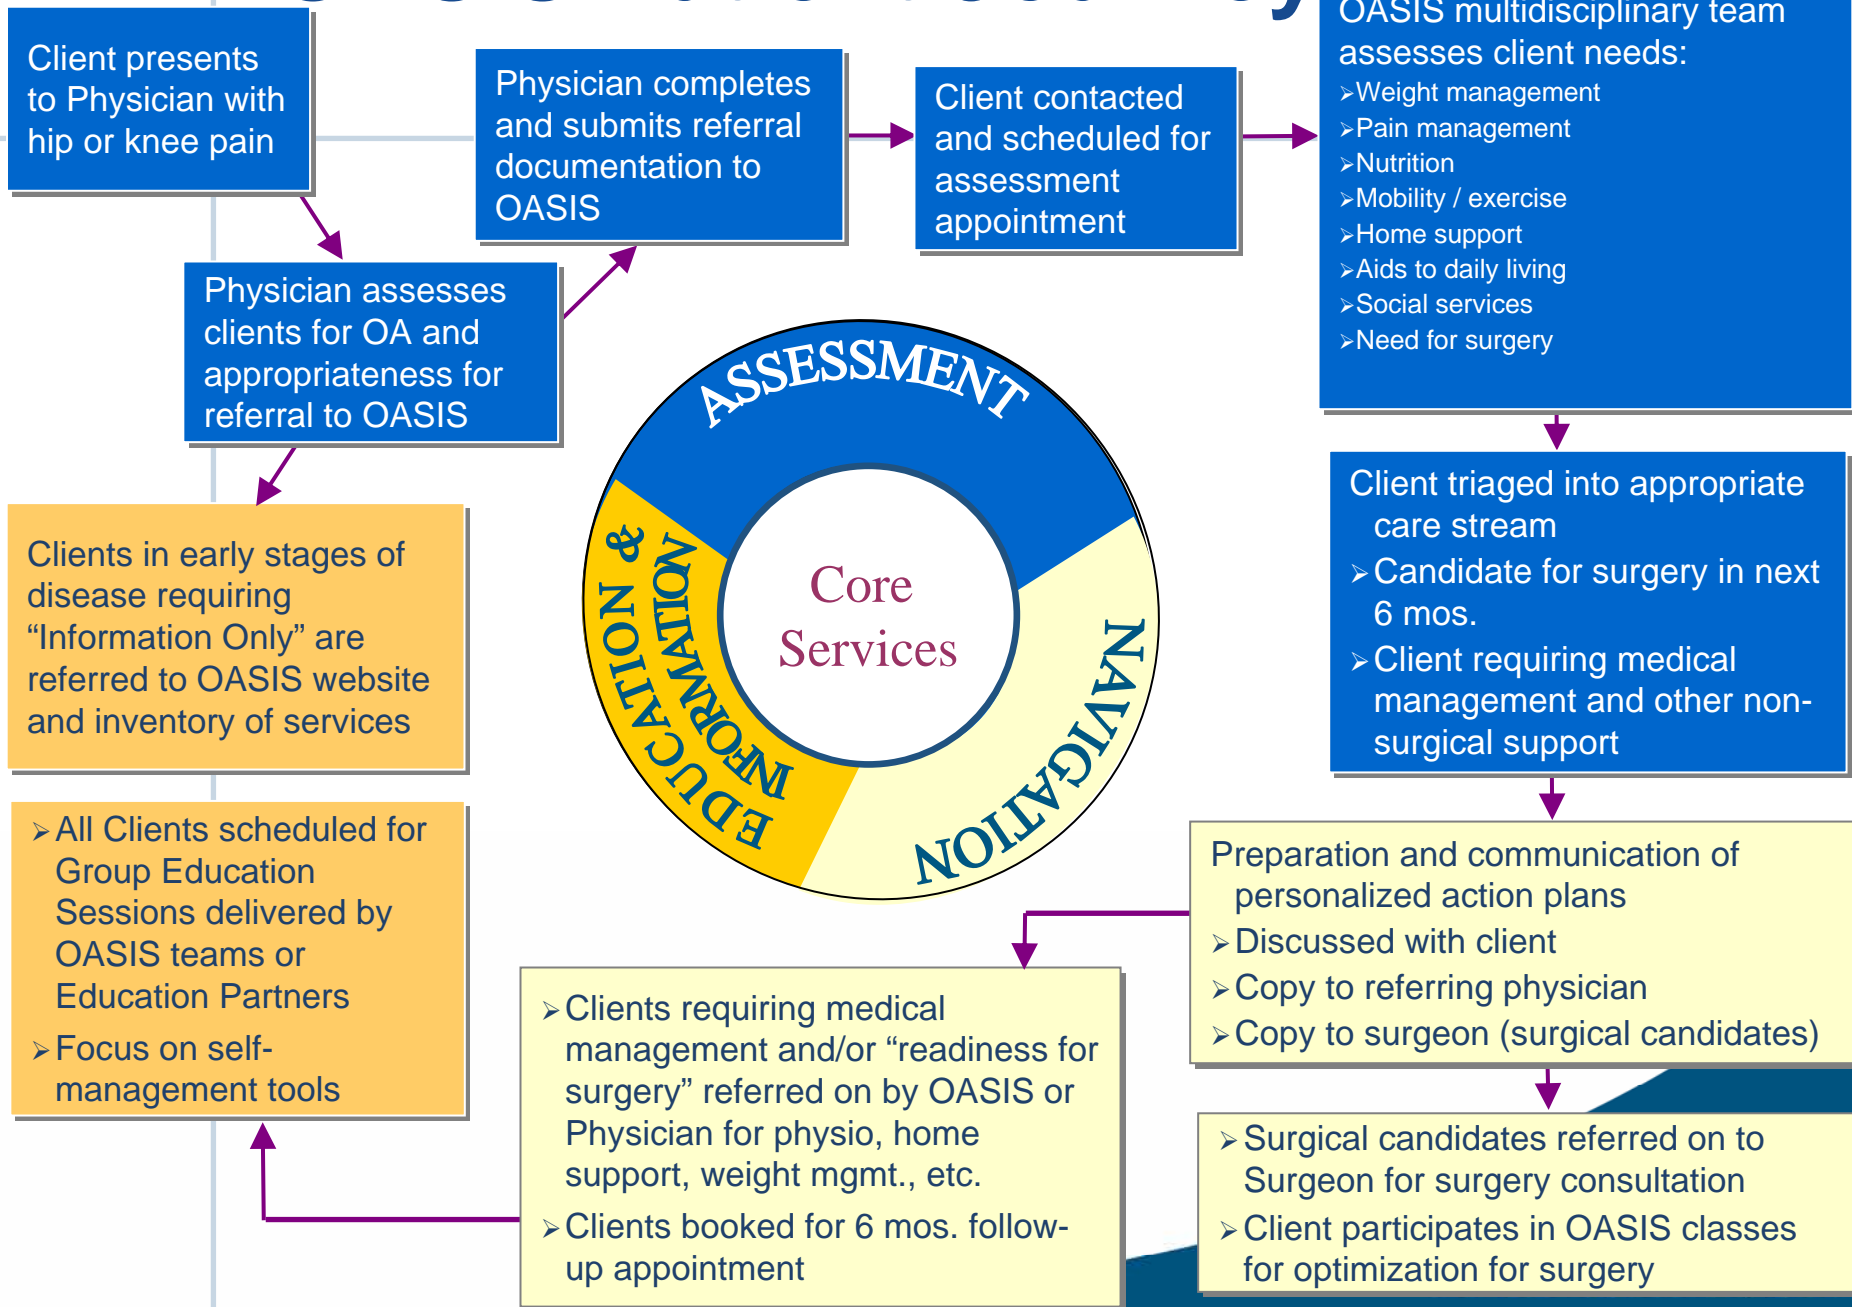 Client presents
to Physician with
hip or knee pain
Physician completes
and submits referral
documentation to
OASIS
Client contacted
and scheduled for
assessment
appointment
OASIS multidisciplinary team
assesses client needs:
➢Weight management
➢Pain management
➢Nutrition
➢Mobility / exercise
➢Home support
➢Aids to daily living
➢Social services
➢Need for surgery
Physician assesses
clients for OA and
appropriateness for
referral to OASIS
Clients in early stages of
disease requiring
“Information Only” are
referred to OASIS website
and inventory of services
➢All Clients scheduled for
Group Education
Sessions delivered by
OASIS teams or
Education Partners
➢Focus on self-
management tools
ASSESSMENT
EDUCATION &
INFORMATION
NAVIGATION
Core
Services
Client triaged into appropriate
care stream
➢Candidate for surgery in next
6 mos.
➢Client requiring medical
management and other non-
surgical support
Preparation and communication of
personalized action plans
➢Discussed with client
➢Copy to referring physician
➢Copy to surgeon (surgical candidates)
➢Clients requiring medical
management and/or “readiness for
surgery” referred on by OASIS or
Physician for physio, home
support, weight mgmt., etc.
➢Clients booked for 6 mos. follow-
up appointment
➢Surgical candidates referred on to
Surgeon for surgery consultation
➢Client participates in OASIS classes
for optimization for surgery